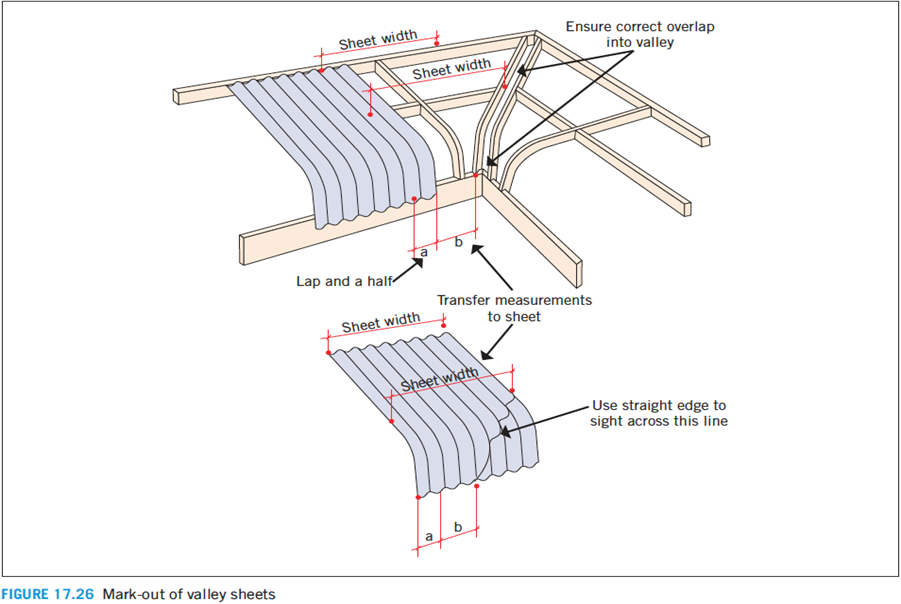 Ensure correct overlap
into valley
Sheet width
Sheet width
a
b
Lap and a half
Transfer measurements
to sheet
Sheet width
Sheet width
Use straight edge to
sight across this line
a
b
FIGURE 17.26 Mark-out of valley sheets